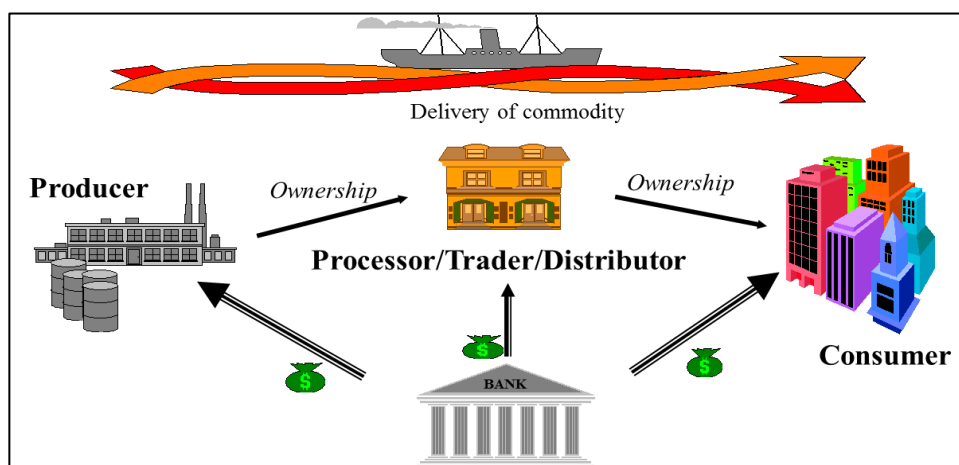 Delivery of commodity
Producer
Ownership
Ownership
Processor/Trader/Distributor
Consumer
$
$
$
BANK